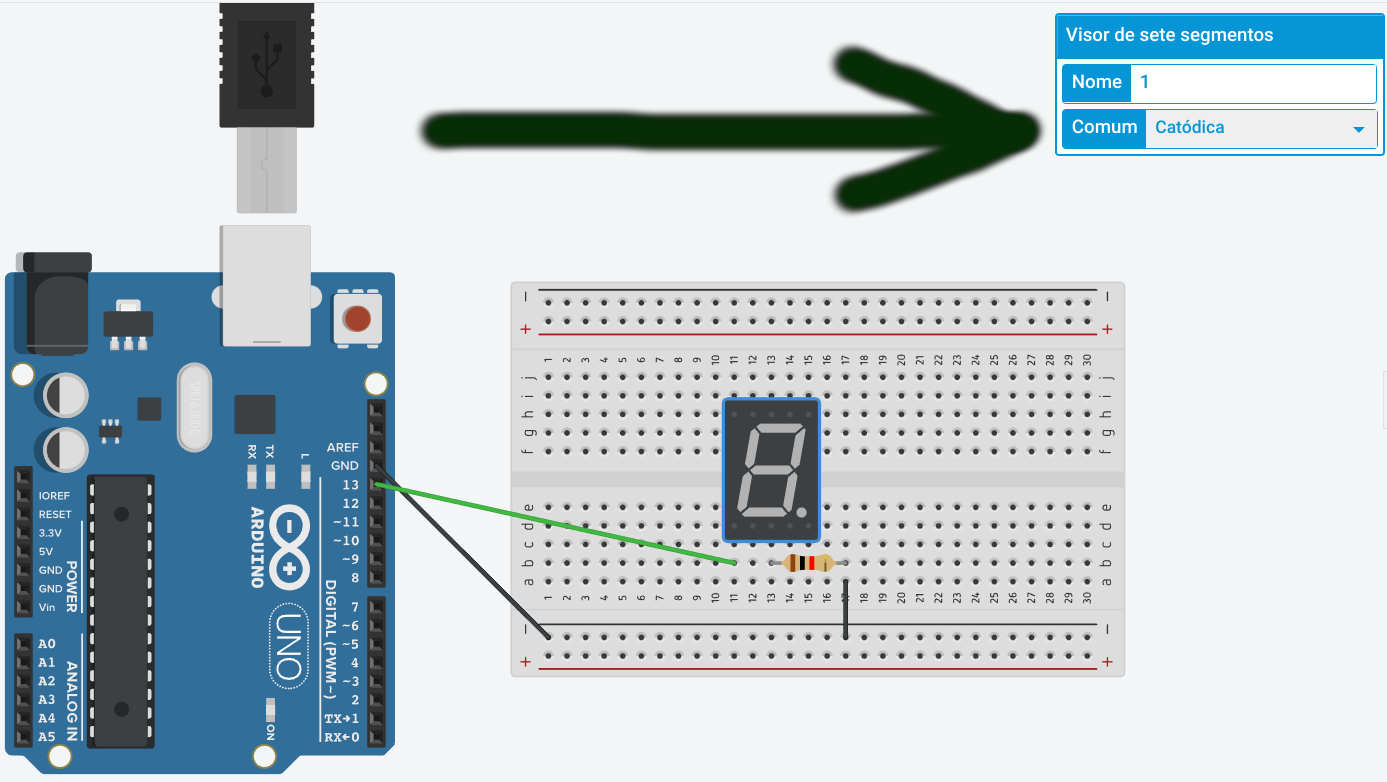 Visor de sete segmentos
Nome 1
Comum Catódica
AREF
GND
13
12
~11
~10
~9
8
7
~6
~5
4
~3
2
TX→1
RX←0
DIGITAL (PWM~)
RX
TX
L
ARDUINO
UNO
ON
IOREF
RESET
3.3V
5V
GND
GND
Vin
POWER
A0
A1
A2
A3
A4
A5
ANALOG IN
− −
+ +
1 2 3 4 5 6 7 8 9 10 11 12 13 14 15 16 17 18 19 20 21 22 23 24 25 26 27 28 29 30
j j
i i
h h
g g
f f
e e
d d
c c
b b
a a
1 2 3 4 5 6 7 8 9 10 11 12 13 14 15 16 17 18 19 20 21 22 23 24 25 26 27 28 29 30
− −
+ +